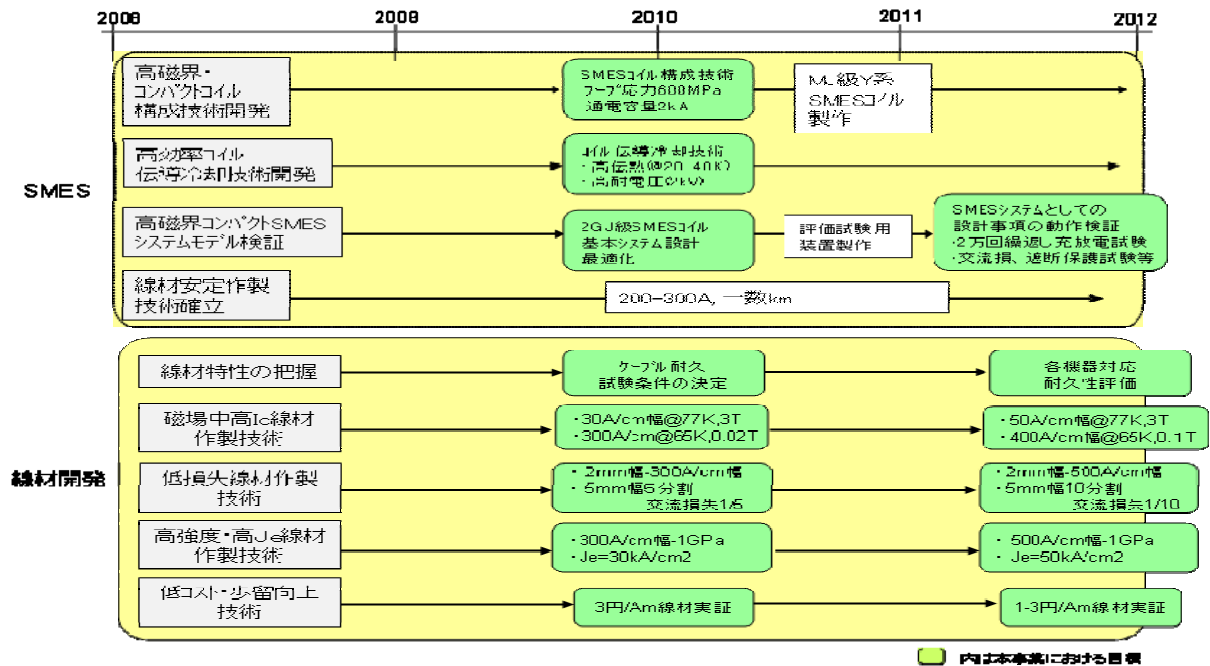 2008 2009 2010 2011 2012
SMES
高磁界・
コンパクトコイル
構成技術開発
SMESコイル構成技術
フープ応力600MPa
通電容量2kA
MJ級Y系
SMESコイル
製作
高効率コイル
伝導冷却技術開発
コイル伝導冷却技術
・高伝熱(@20-40K)
・高耐電圧(2kV)
高磁界コンパクトSMES
システムモデル検証
2GJ級SMESコイル
基本システム設計
最適化
評価試験用
装置製作
SMESシステムとしての
設計事項の動作検証
・2万回繰返し充放電試験
・交流損、遮断保護試験等
線材安定作製
技術確立
200-300A, 一数km
線材開発
線材特性の把握
ケーブル耐久
試験条件の決定
各機器対応
耐久性評価
磁場中高Ic線材
作製技術
・30A/cm幅@77K,3T
・300A/cm@65K,0.02T
・50A/cm幅@77K,3T
・400A/cm幅@65K,0.1T
低損失線材作製
技術
・2mm幅-300A/cm幅
・5mm幅5分割
交流損失1/5
・2mm幅-500A/cm幅
・5mm幅10分割
交流損失1/10
高強度・高Je線材
作製技術
・300A/cm幅-1GPa
・Je=30kA/cm2
・500A/cm幅-1GPa
・Je=50kA/cm2
低コスト・歩留向上
技術
3円/Am線材実証
1-3円/Am線材実証
内は本事業における目標